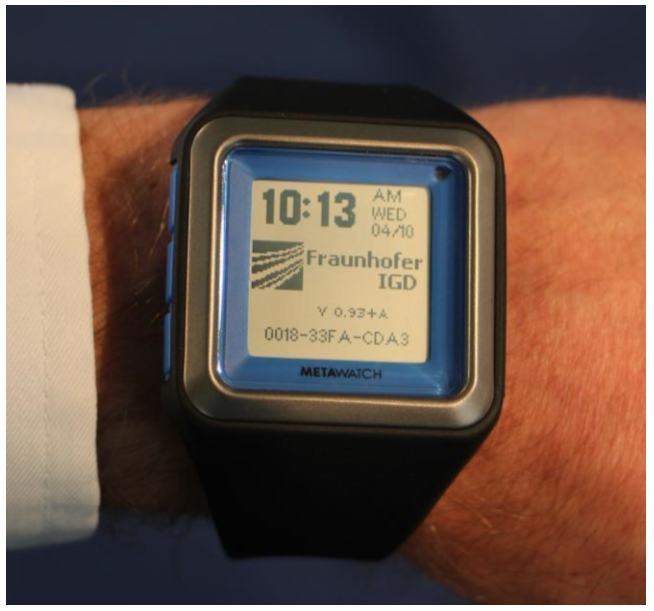 10:13 AM
WED
04/10
Fraunhofer
IGD
V 0.93+A
0018-33FA-CDA3
METAWATCH